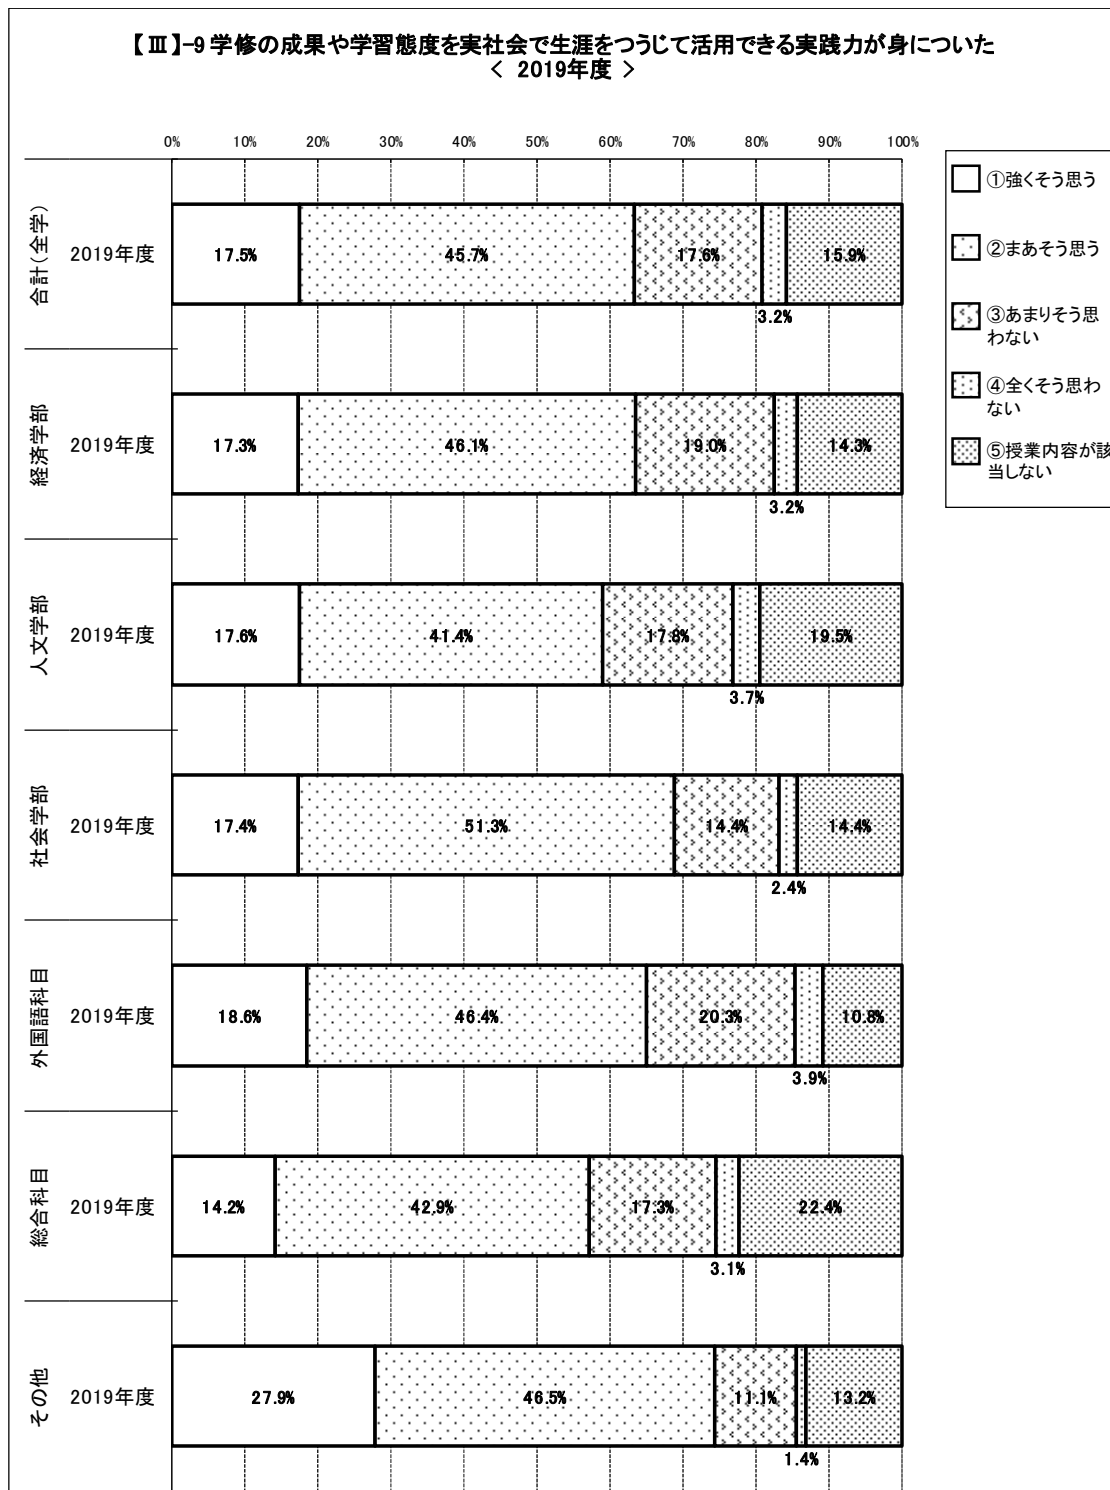 【Ⅲ】-9 学修の成果や学習態度を実社会で生涯をつうじて活用できる実践力が身についた
＜ 2019年度 ＞
0% 10% 20% 30% 40% 50% 60% 70% 80% 90% 100%
合計(全学)
2019年度
17.5% 45.7% 17.6% 15.9%
3.2%
経済学部
2019年度
17.3% 46.1% 19.0% 14.3%
3.2%
人文学部
2019年度
17.6% 41.4% 17.8% 19.5%
3.7%
社会学部
2019年度
17.4% 51.3% 14.4% 14.4%
2.4%
外国語科目
2019年度
18.6% 46.4% 20.3% 10.8%
3.9%
総合科目
2019年度
14.2% 42.9% 17.3% 22.4%
3.1%
その他
2019年度
27.9% 46.5% 11.1% 13.2%
1.4%
①強くそう思う
②まあそう思う
③あまりそう思
わない
④全くそう思わ
ない
⑤授業内容が該
当しない